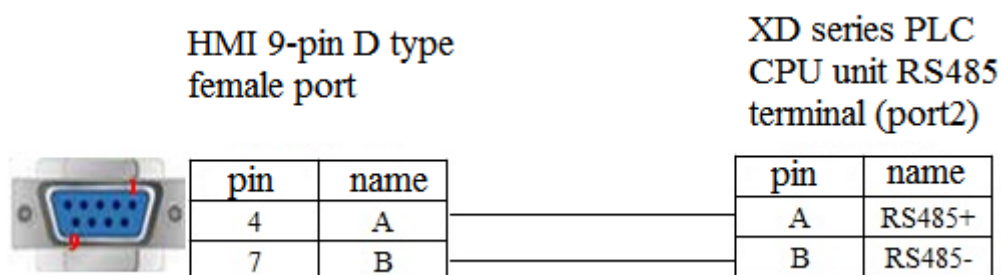 HMI 9-pin D type
female port
XD series PLC
CPU unit RS485
terminal (port2)
1
9
pin name
4 A
7 B
pin name
A RS485+
B RS485-